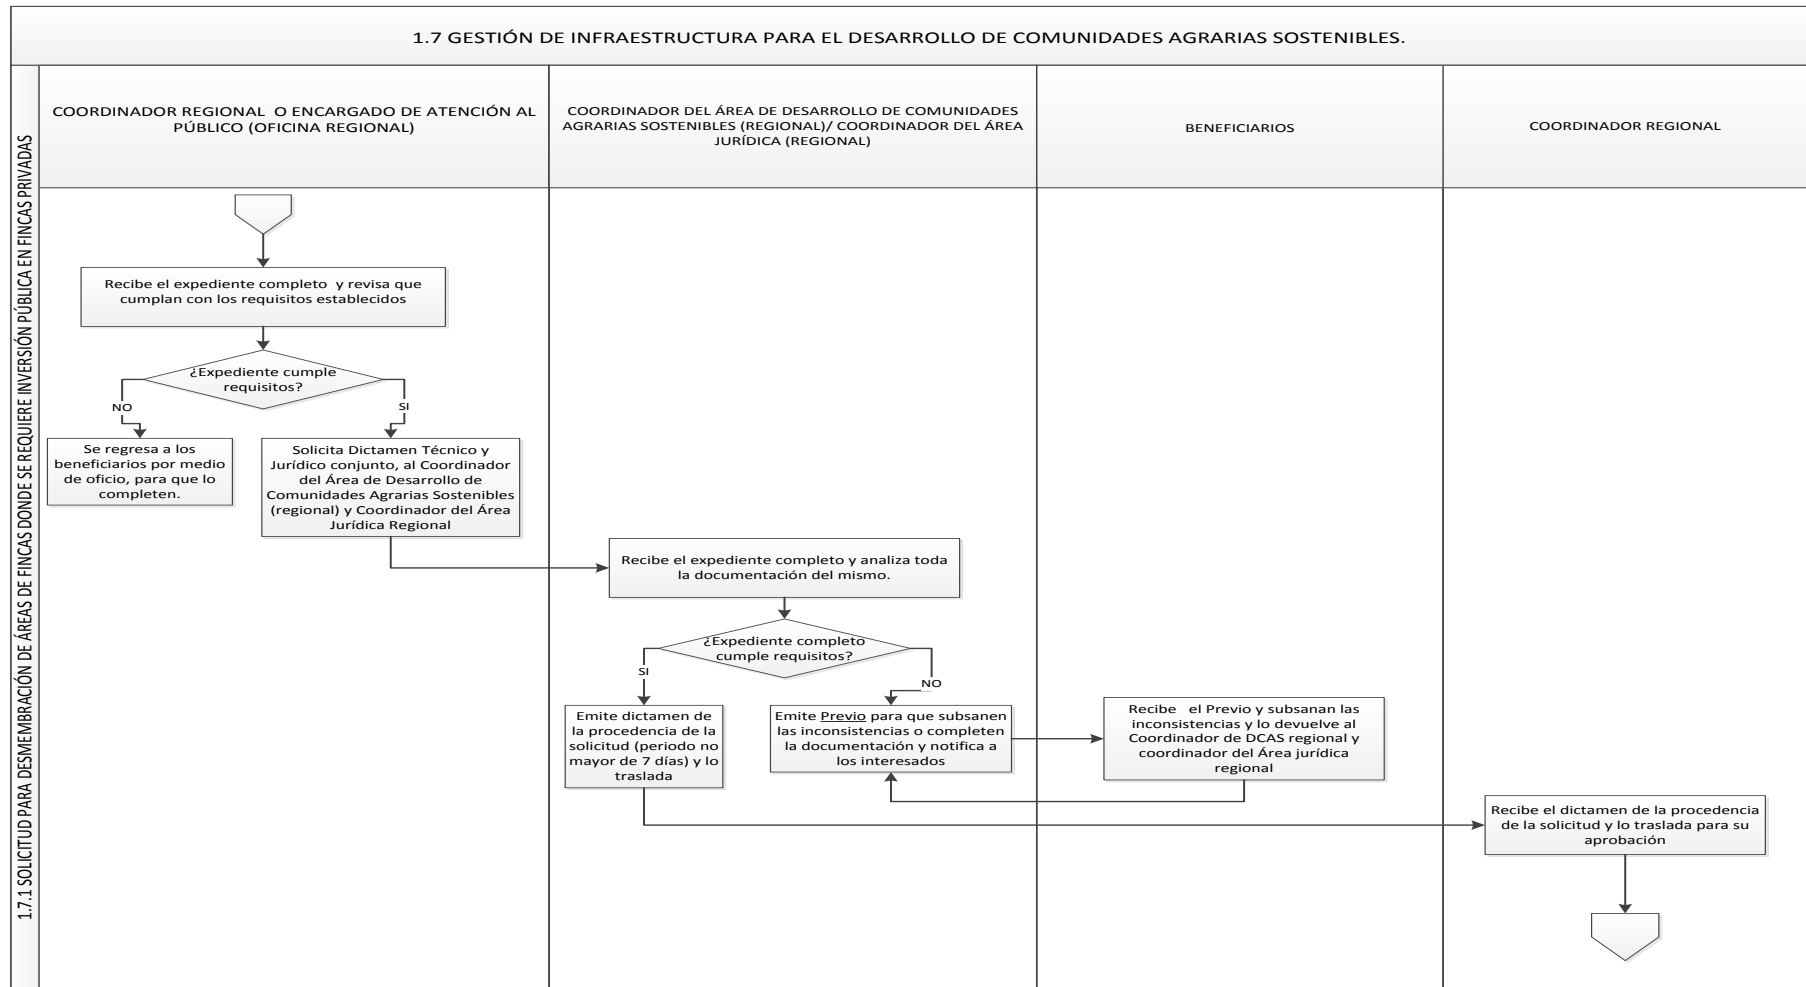 1.7 GESTIÓN DE INFRAESTRUCTURA PARA EL DESARROLLO DE COMUNIDADES AGRARIAS SOSTENIBLES.
1.7.1 SOLICITUD PARA DESMEMBRACIÓN DE ÁREAS DE FINCAS DONDE SE REQUIERE INVERSIÓN PÚBLICA EN FINCAS PRIVADAS
COORDINADOR REGIONAL O ENCARGADO DE ATENCIÓN AL
PÚBLICO (OFICINA REGIONAL)
COORDINADOR DEL ÁREA DE DESARROLLO DE COMUNIDADES
AGRARIAS SOSTENIBLES (REGIONAL)/ COORDINADOR DEL ÁREA
JURÍDICA (REGIONAL)
BENEFICIARIOS
COORDINADOR REGIONAL
Recibe el expediente completo y revisa que
cumplan con los requisitos establecidos
¿Expediente cumple
requisitos?
NO
SI
Se regresa a los
beneficiarios por medio
de oficio, para que lo
completen.
Solicita Dictamen Técnico y
Jurídico conjunto, al Coordinador
del Área de Desarrollo de
Comunidades Agrarias Sostenibles
(regional) y Coordinador del Área
Jurídica Regional
Recibe el expediente completo y analiza toda
la documentación del mismo.
¿Expediente completo
cumple requisitos?
SI
NO
Emite dictamen de
la procedencia de la
solicitud (periodo no
mayor de 7 días) y lo
traslada
Emite Previo para que subsanen
las inconsistencias o completen
la documentación y notifica a
los interesados
Recibe el Previo y subsanan las
inconsistencias y lo devuelve al
Coordinador de DCAS regional y
coordinador del Área jurídica
regional
Recibe el dictamen de la procedencia
de la solicitud y lo traslada para su
aprobación